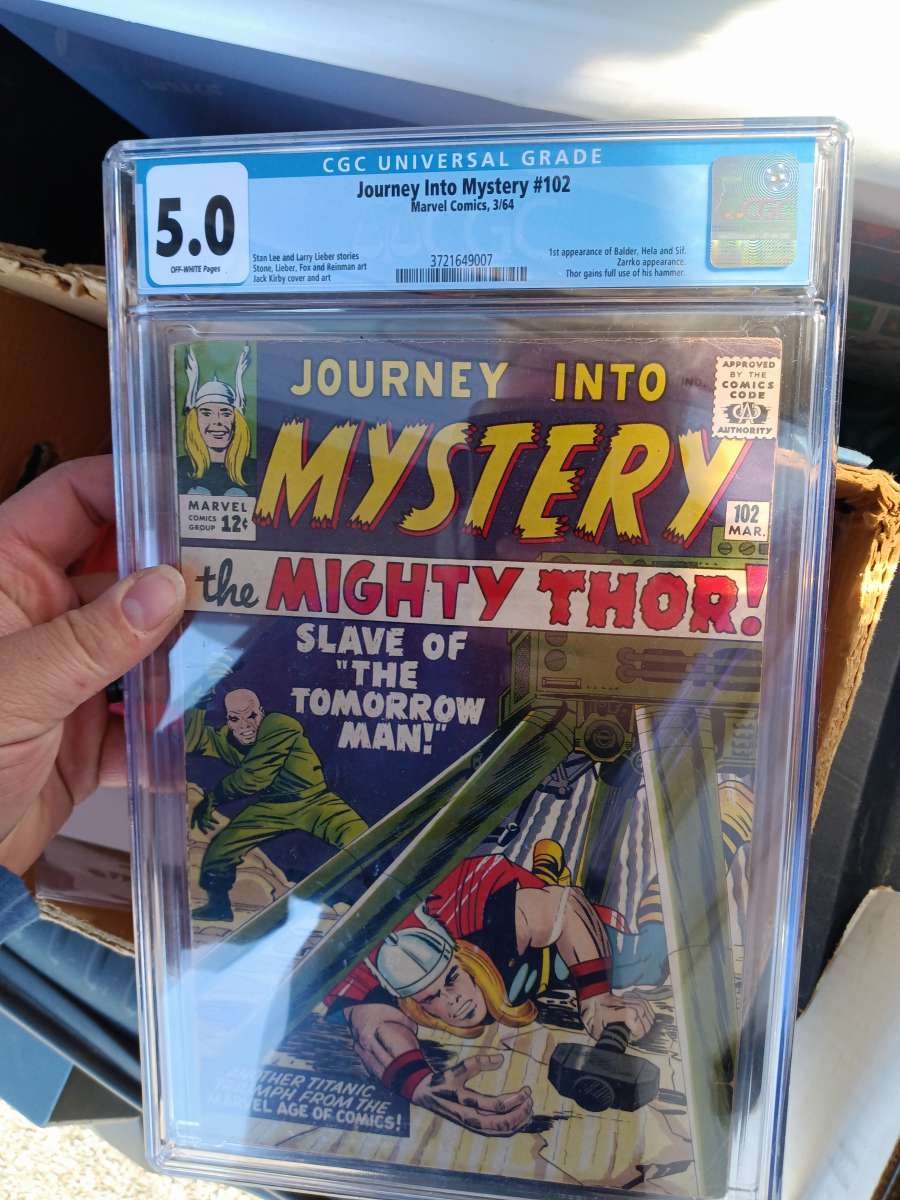 CGC UNIVERSAL GRADE
Journey Into Mystery #102
Marvel Comics, 3/64
5.0
OFF-WHITE Pages
Stan Lee and Larry Lieber stories
Stone, Lieber, Fox and Reinman art
Jack Kirby cover and art
3721649007
1st appearance of Balder, Hela and Sif.
Zarrko appearance.
Thor gains full use of his hammer.
CGC
CGC
JOURNEY INTO
IND.
MYSTERY
APPROVED
BY THE
COMICS
CODE
AUTHORITY
MARVEL
COMICS
GROUP 12¢
102
MAR.
the MIGHTY THOR!
SLAVE OF
"THE
TOMORROW
MAN!"
ANOTHER TITANIC
TRIUMPH FROM THE
MARVEL AGE OF COMICS!